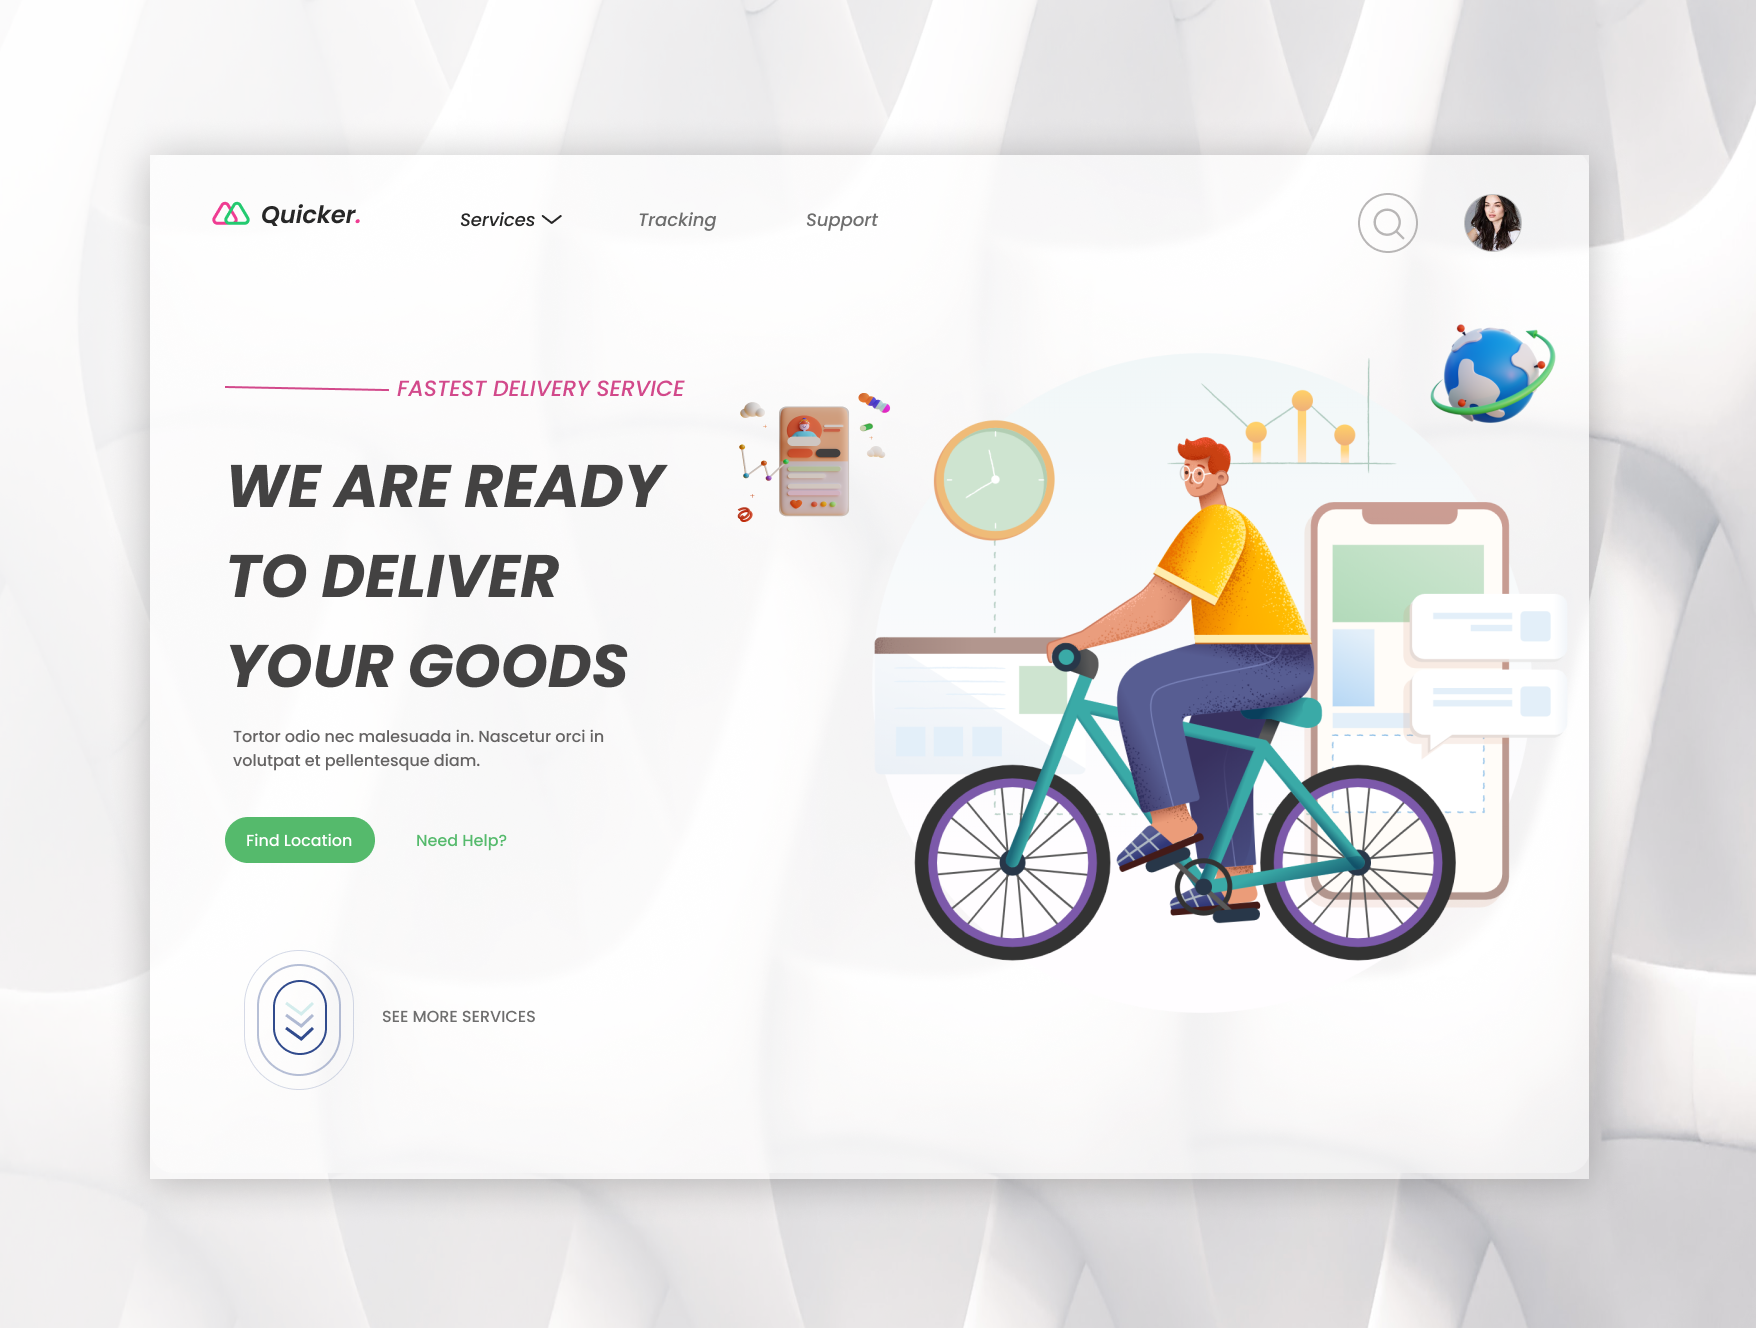 Quicker.
Services
Tracking
Support
FASTEST DELIVERY SERVICE
WE ARE READY
TO DELIVER
YOUR GOODS
Tortor odio nec malesuada in. Nascetur orci in
volutpat et pellentesque diam.
Find Location
Need Help?
SEE MORE SERVICES